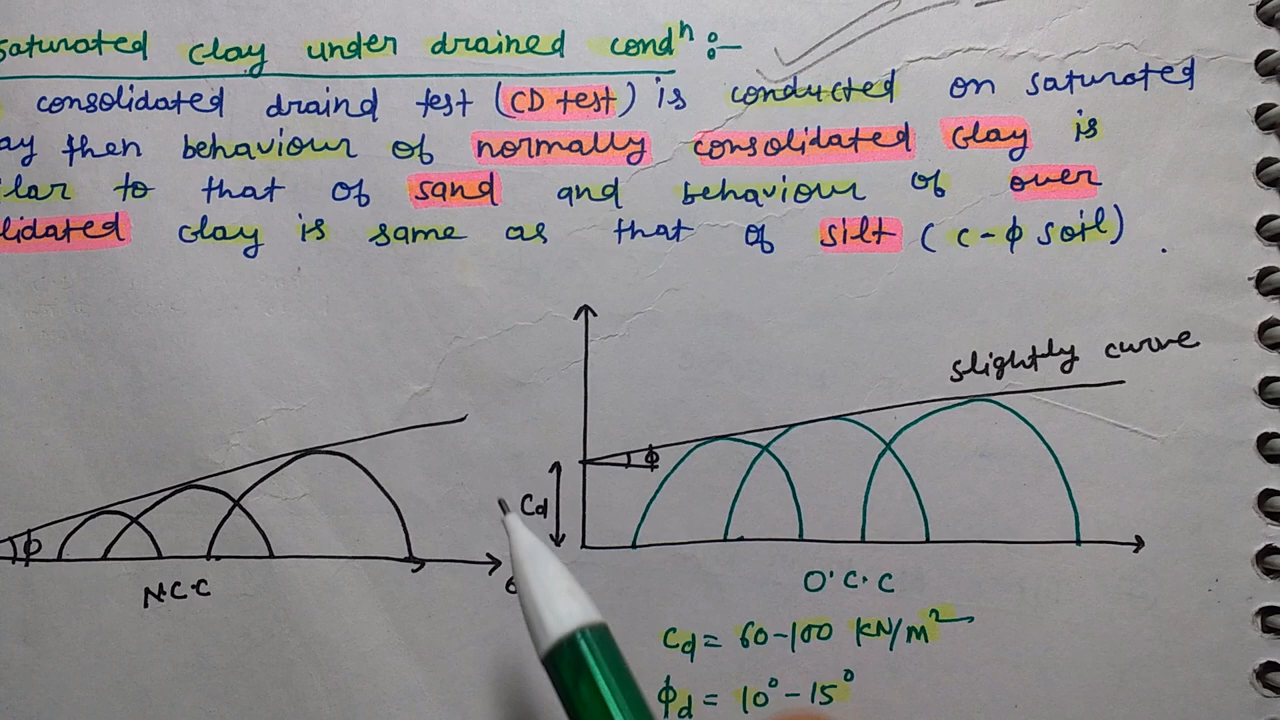 saturated clay under drained condⁿ :-
consolidated draind test (CD test) is conducted on saturated
ay then behaviour of normally consolidated clay is
ilar to that of sand and behaviour of over
lidated clay is same as that of silt (c-ϕ soil).
slightly curve
ϕ
Cd
ϕ
N.C.C
O.C.C
Cd = 60-100 KN/m²
ϕd = 10°-15°